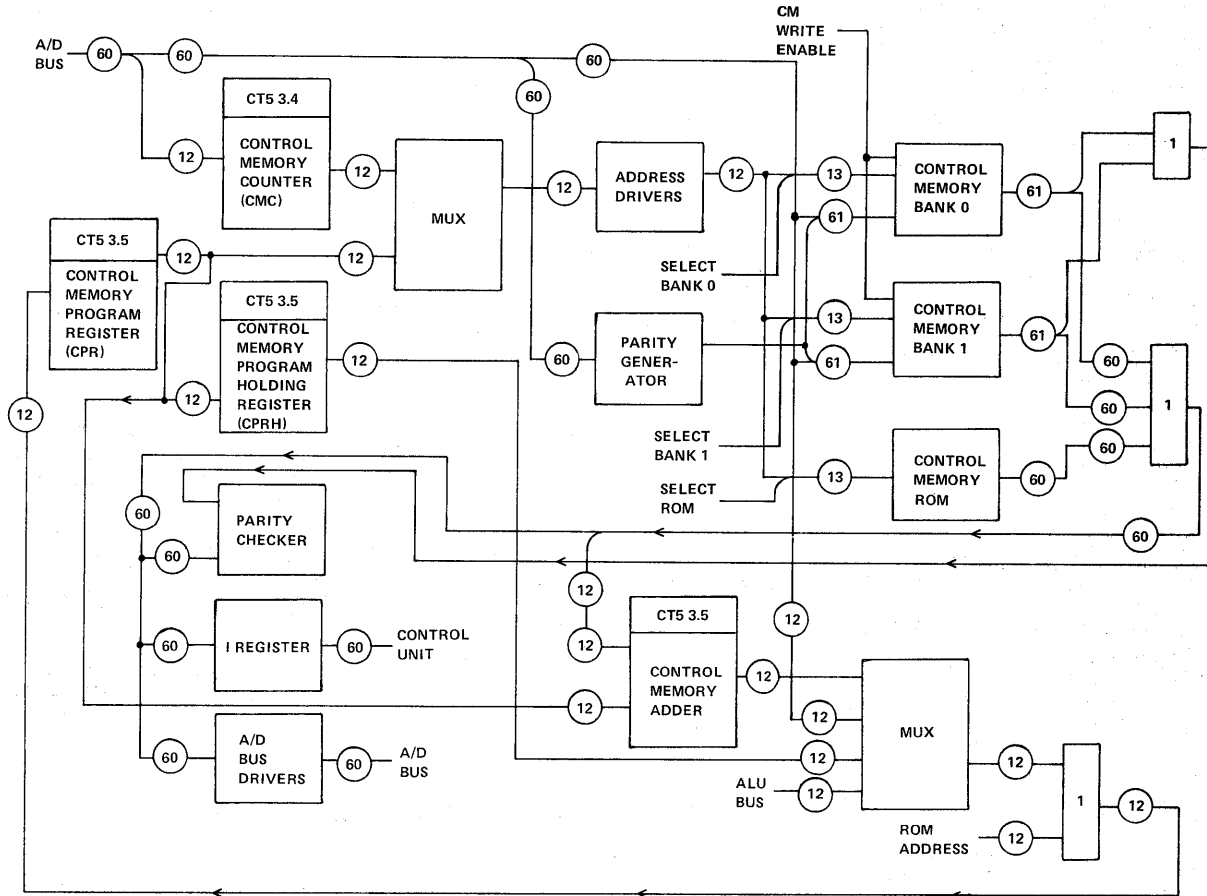 A/D
BUS
60
60
60
60
CM
WRITE
ENABLE
CT5 3.4
CONTROL
MEMORY
COUNTER
(CMC)
12
12
MUX
12
ADDRESS
DRIVERS
12
13
61
CONTROL
MEMORY
BANK 0
61
1
CT5 3.5
CONTROL
MEMORY
PROGRAM
REGISTER
(CPR)
12
12
SELECT
BANK 0
CT5 3.5
CONTROL
MEMORY
PROGRAM
HOLDING
REGISTER
(CPRH)
12
12
60
PARITY
GENER-
ATOR
13
61
CONTROL
MEMORY
BANK 1
61
60
60
60
1
12
SELECT
BANK 1
SELECT
ROM
13
CONTROL
MEMORY
ROM
60
60
60
60
PARITY
CHECKER
12
12
CT5 3.5
CONTROL
MEMORY
ADDER
12
12
12
60
I REGISTER
60
CONTROL
UNIT
12
12
12
MUX
60
A/D
BUS
DRIVERS
60
A/D
BUS
ALU
BUS
12
12
ROM
ADDRESS
12
1
12